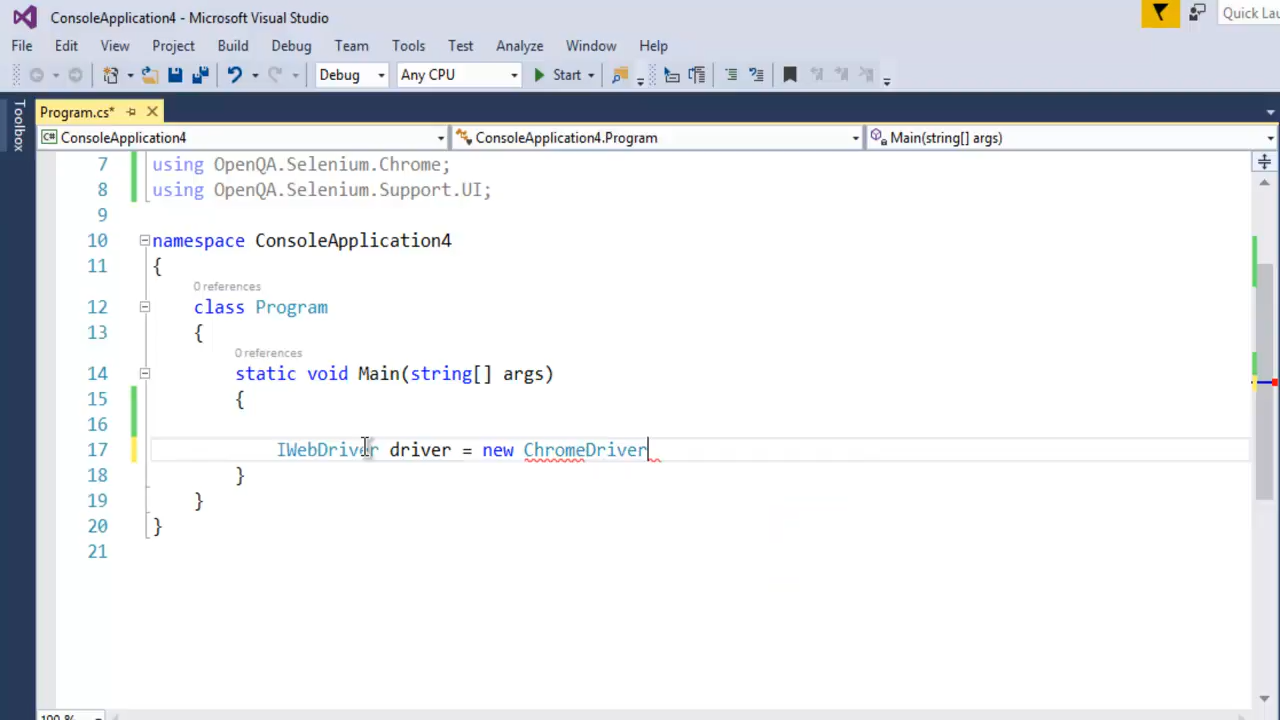 ConsoleApplication4 - Microsoft Visual Studio
Quick Lau
File Edit View Project Build Debug Team Tools Test Analyze Window Help
Debug Any CPU Start
Toolbox
Program.cs*
ConsoleApplication4 ConsoleApplication4.Program Main(string[] args)
7 using OpenQA.Selenium.Chrome;
8 using OpenQA.Selenium.Support.UI;
9
10 namespace ConsoleApplication4
11 {
0 references
12 class Program
13 {
0 references
14 static void Main(string[] args)
15 {
16
17 IWebDriver driver = new ChromeDriver
18 }
19 }
20 }
21
100 %